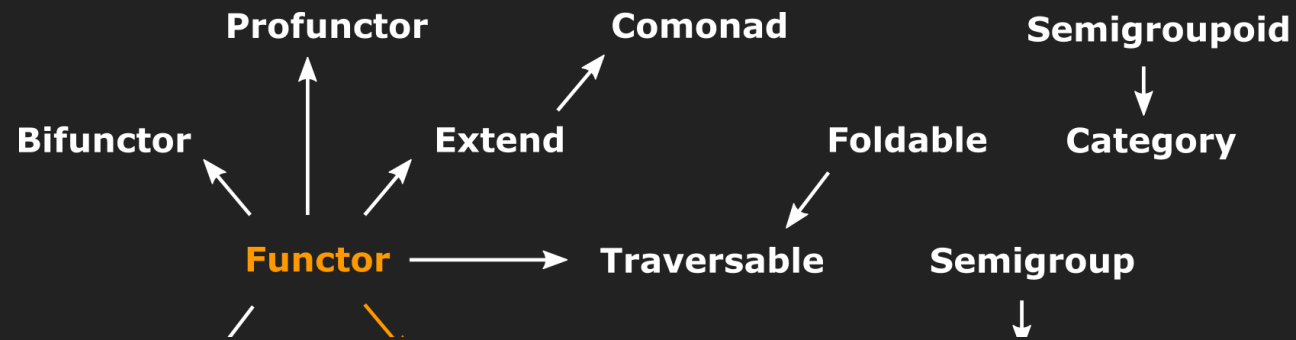 Profunctor
Comonad
Semigroupoid
Bifunctor
Extend
Foldable
Category
Functor
Traversable
Semigroup